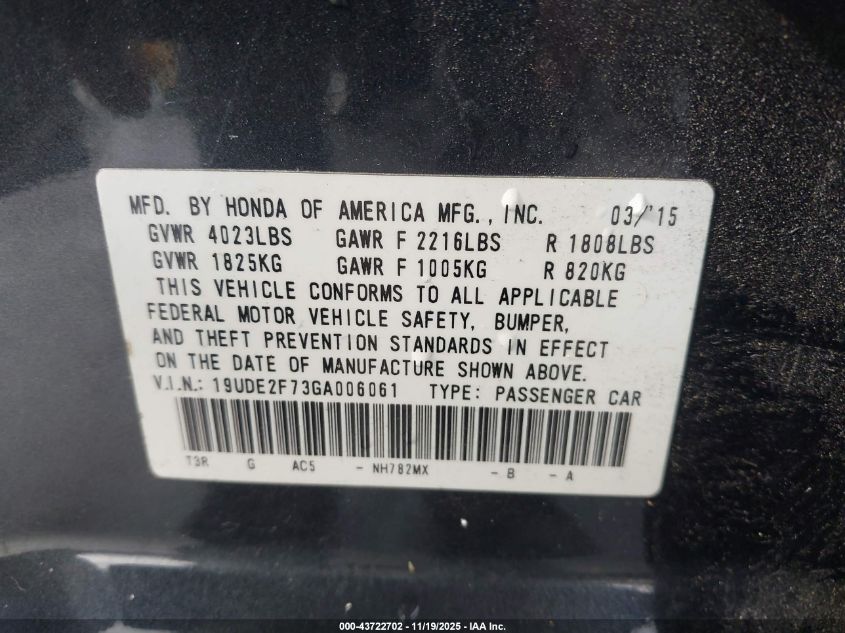 MFD. BY HONDA OF AMERICA MFG., INC. 03/'15
GVWR 4023LBS GAWR F 2216LBS R 1808LBS
GVWR 1825KG GAWR F 1005KG R 820KG
THIS VEHICLE CONFORMS TO ALL APPLICABLE
FEDERAL MOTOR VEHICLE SAFETY, BUMPER,
AND THEFT PREVENTION STANDARDS IN EFFECT
ON THE DATE OF MANUFACTURE SHOWN ABOVE.
V.I.N.: 19UDE2F73GA006061 TYPE: PASSENGER CAR
T3R G AC5 - NH782MX - B - A
000-43722702 - 11/19/2025 - IAA Inc.